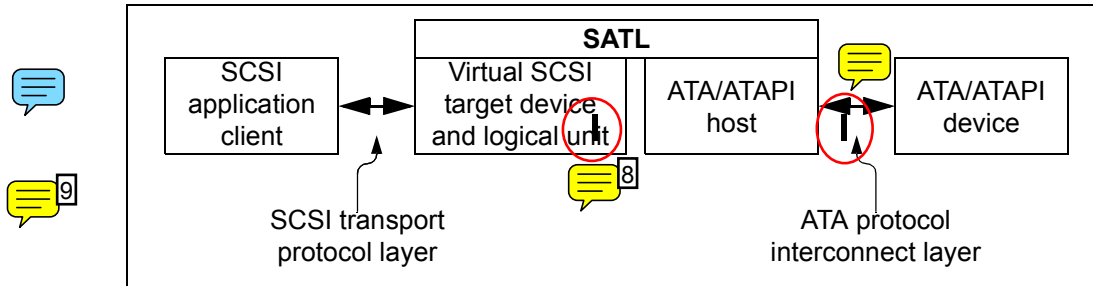 SATL
SCSI
application
client
Virtual SCSI
target device
and logical unit
ATA/ATAPI
host
ATA/ATAPI
device
8
9
SCSI transport
protocol layer
ATA protocol
interconnect layer